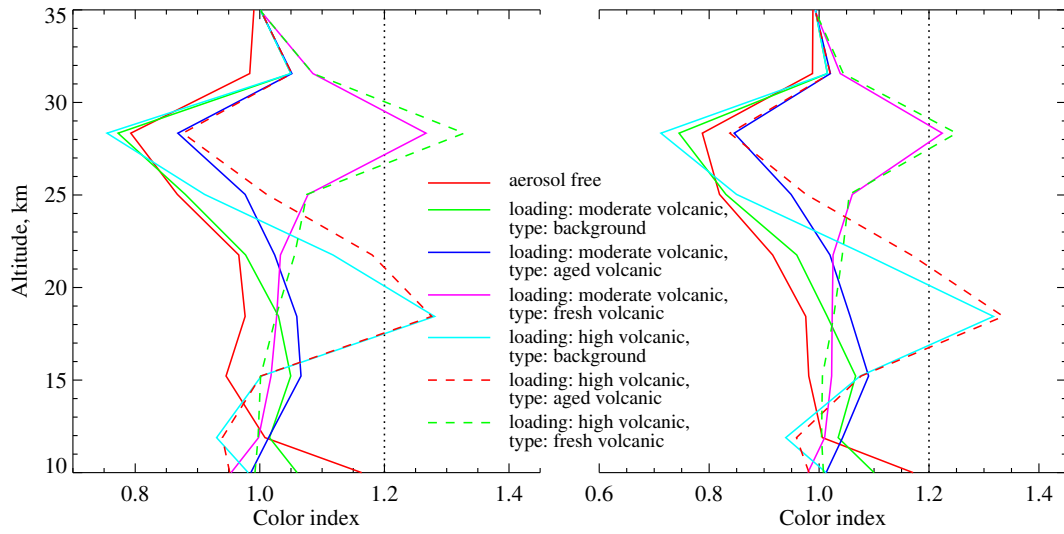 35
30
25
20
15
10
Altitude, km
0.8
1.0
1.2
1.4
Color index
aerosol free
loading: moderate volcanic,
type: background
loading: moderate volcanic,
type: aged volcanic
loading: moderate volcanic,
type: fresh volcanic
loading: high volcanic,
type: background
loading: high volcanic,
type: aged volcanic
loading: high volcanic,
type: fresh volcanic
0.6
0.8
1.0
1.2
1.4
Color index